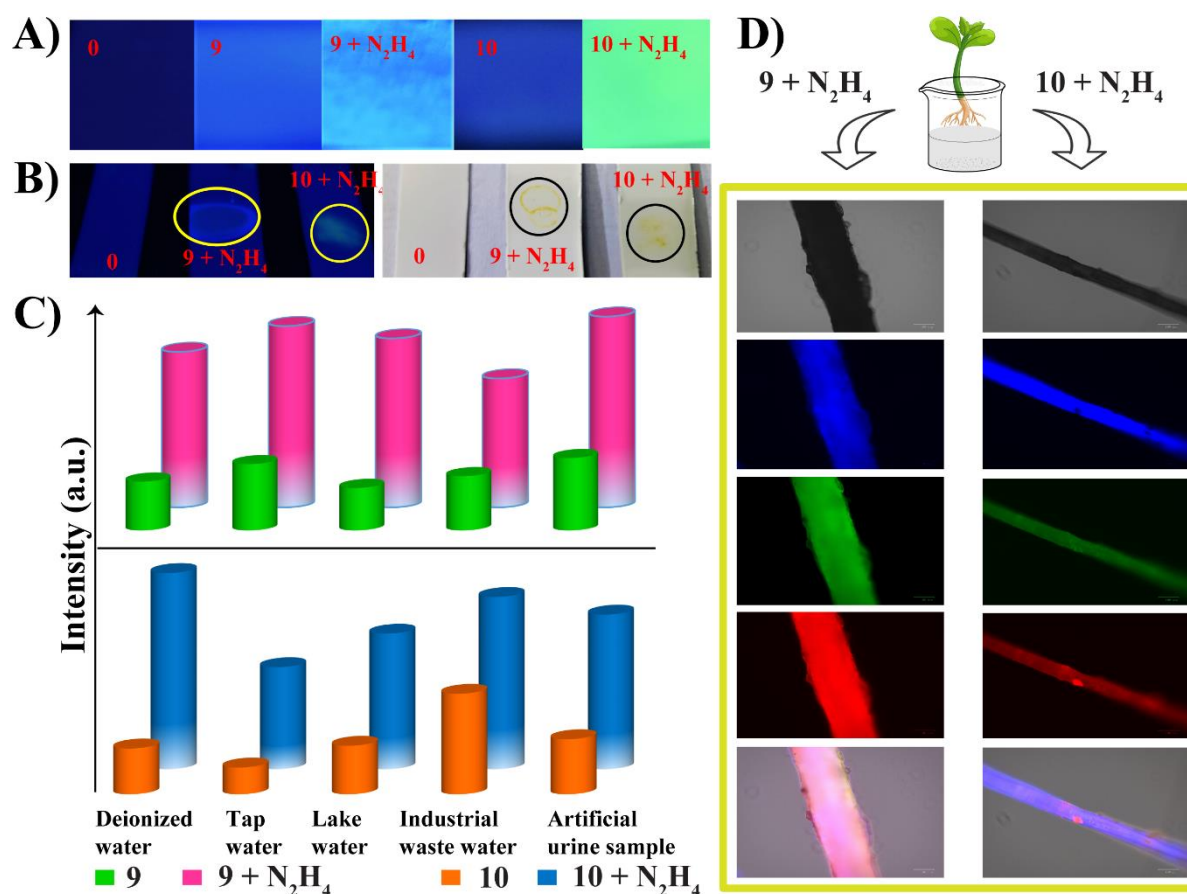 A)
0
9
9 + N₂H₄
10
10 + N₂H₄
B)
0
9 + N₂H₄
10 + N₂H₄
0
9 + N₂H₄
10 + N₂H₄
C)
Intensity (a.u.)
Deionized
water
Tap
water
Lake
water
Industrial
waste water
Artificial
urine sample
9
9 + N₂H₄
10
10 + N₂H₄
D)
9 + N₂H₄
10 + N₂H₄